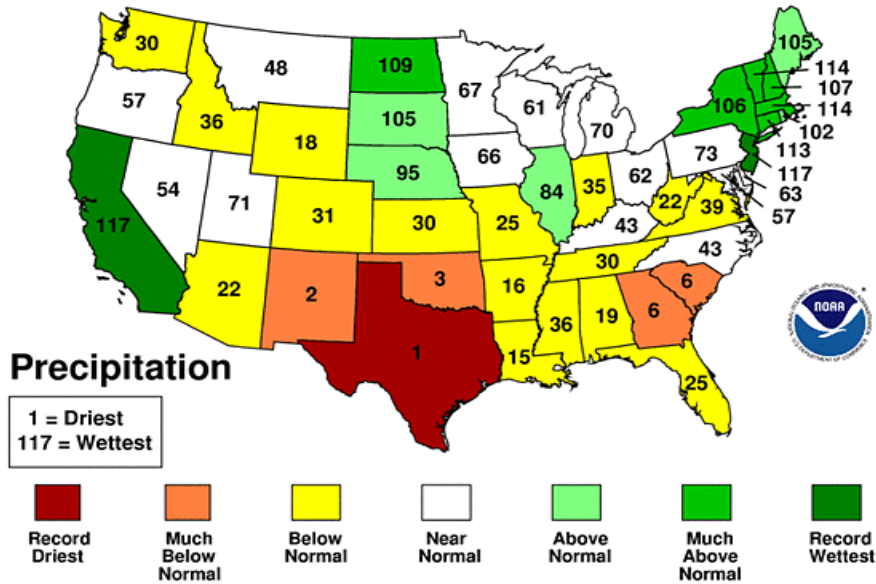 30
48
109
67
105
114
107
114
102
113
117
63
57
57
36
18
105
61
70
106
73
66
95
84
35
62
22
39
117
54
71
31
30
25
43
43
22
2
3
16
30
6
6
1
15
36
19
25
NOAA
Precipitation
1 = Driest
117 = Wettest
Record
Driest
Much
Below
Normal
Below
Normal
Near
Normal
Above
Normal
Much
Above
Normal
Record
Wettest